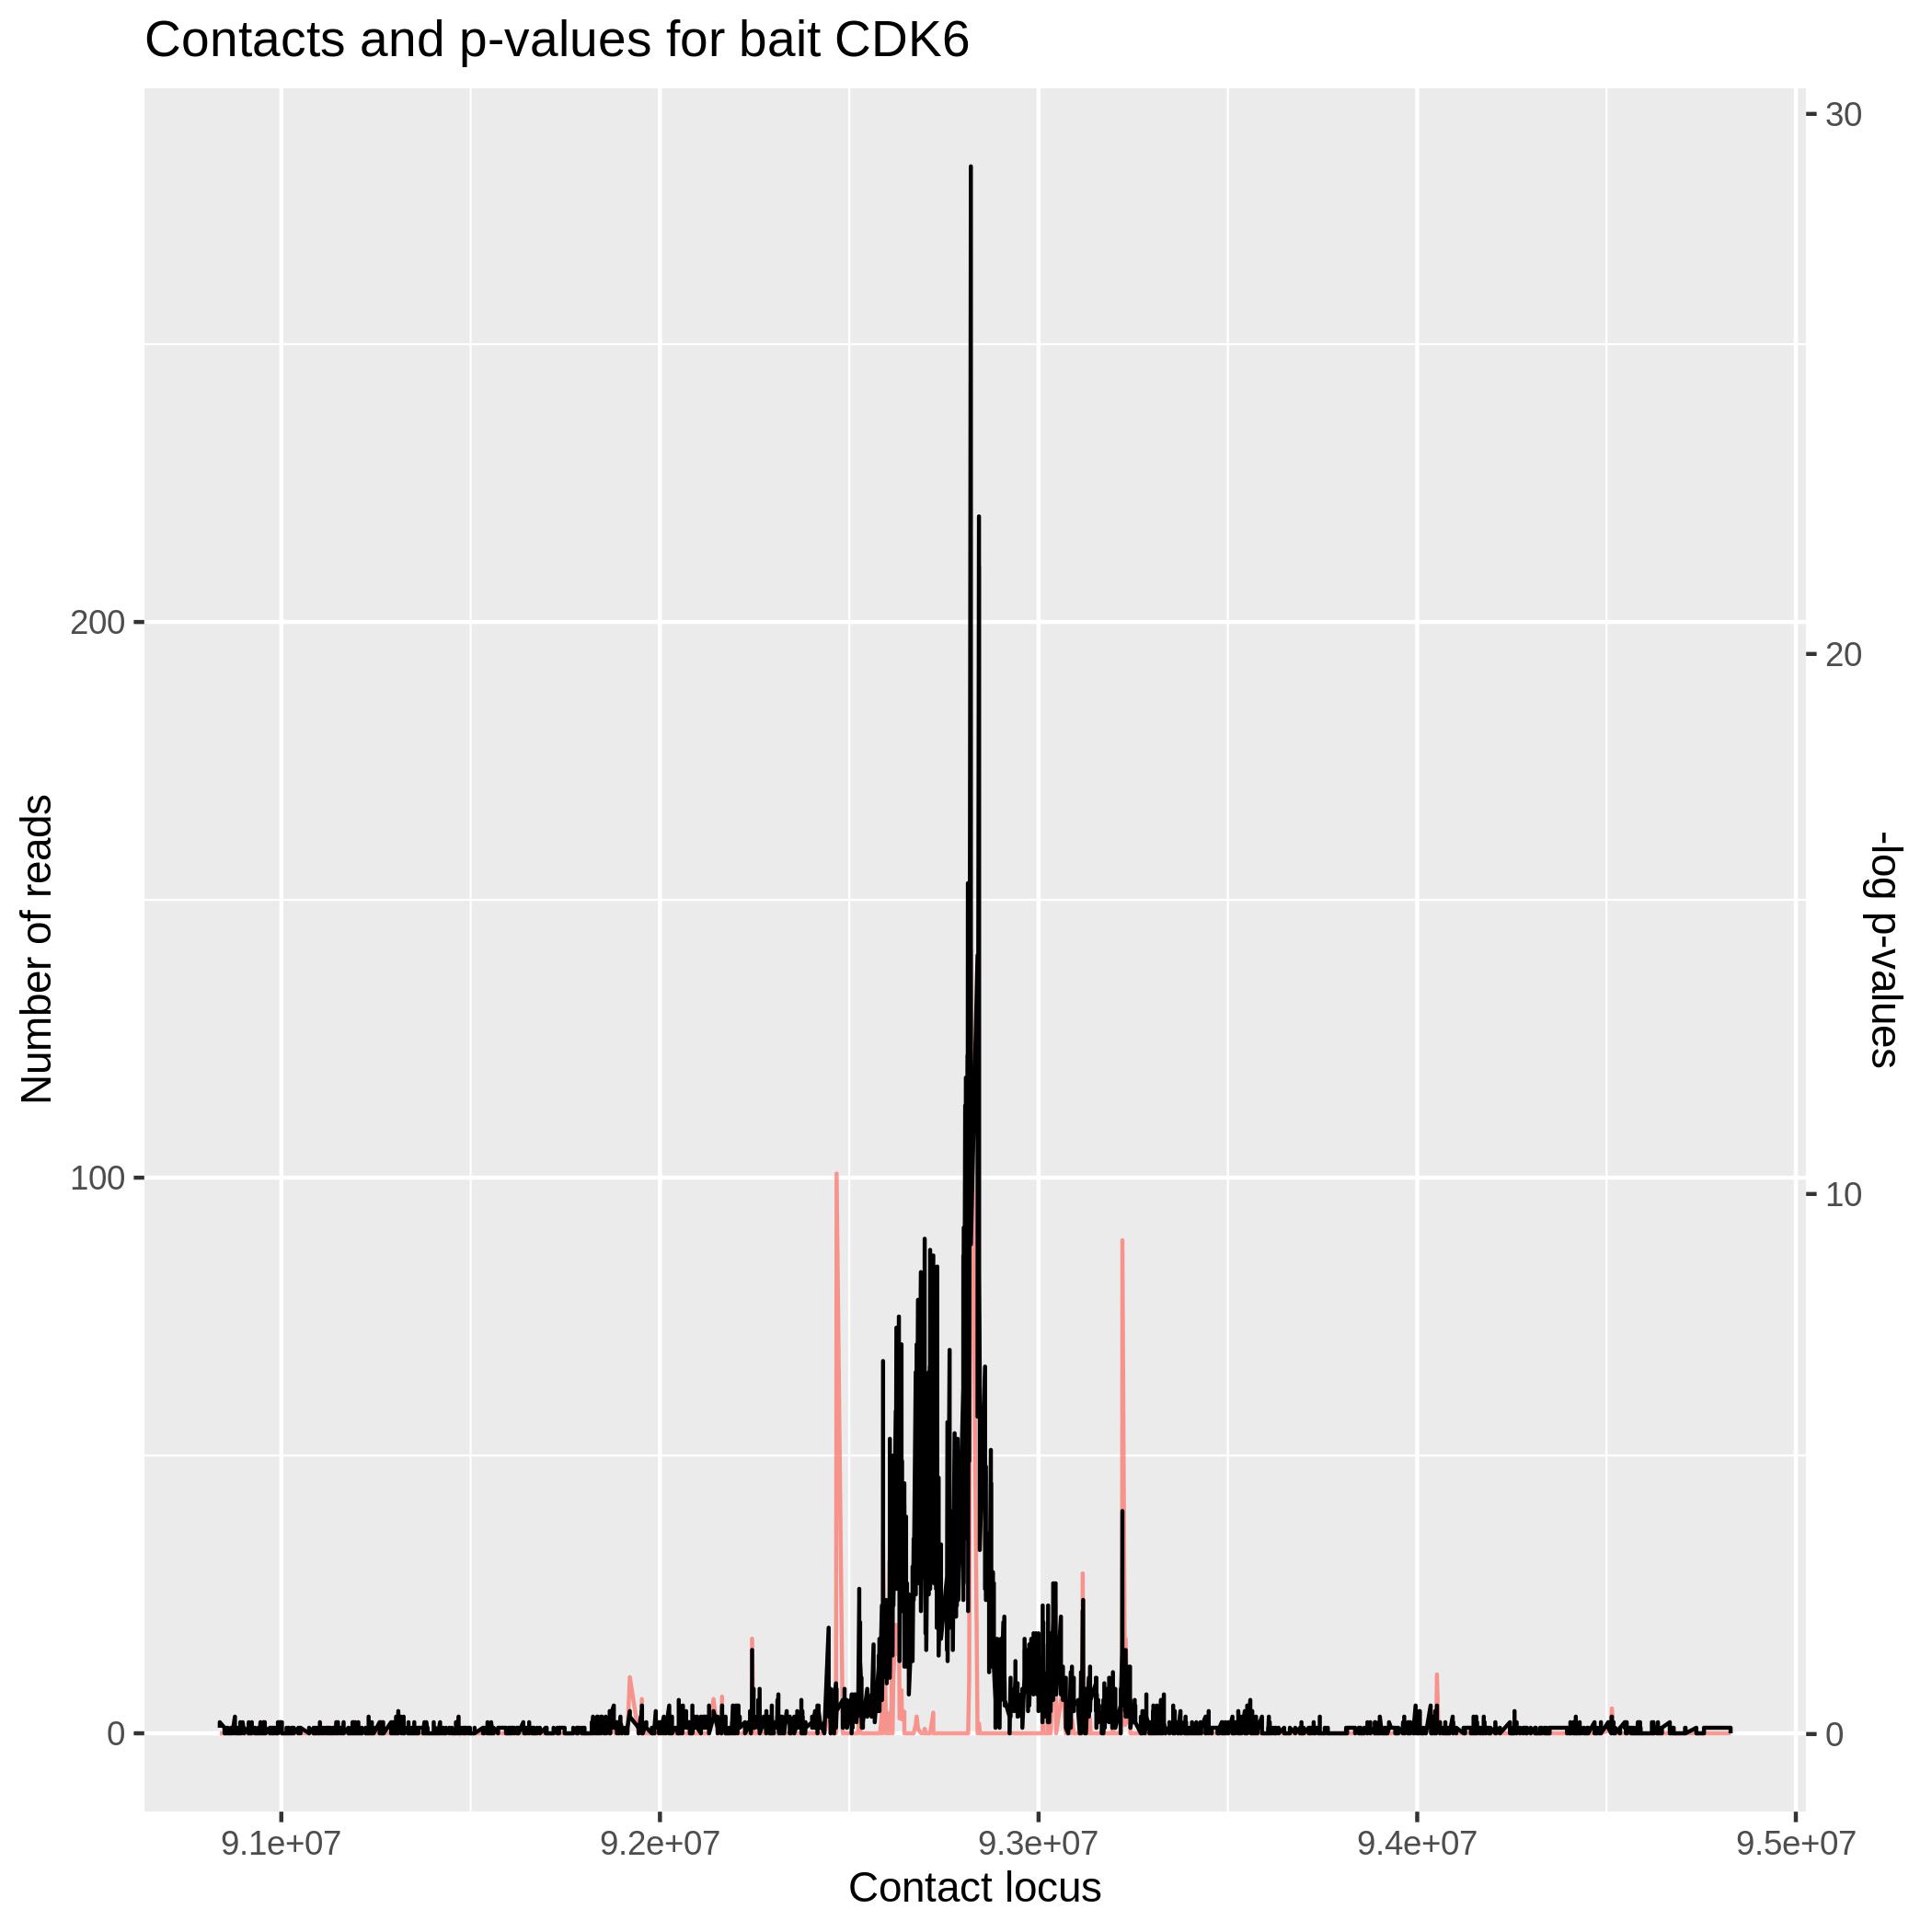 Contacts and p-values for bait CDK6
Number of reads
200
100
0
30
20
10
0
-log p-values
9.1e+07 9.2e+07 9.3e+07 9.4e+07 9.5e+07
Contact locus